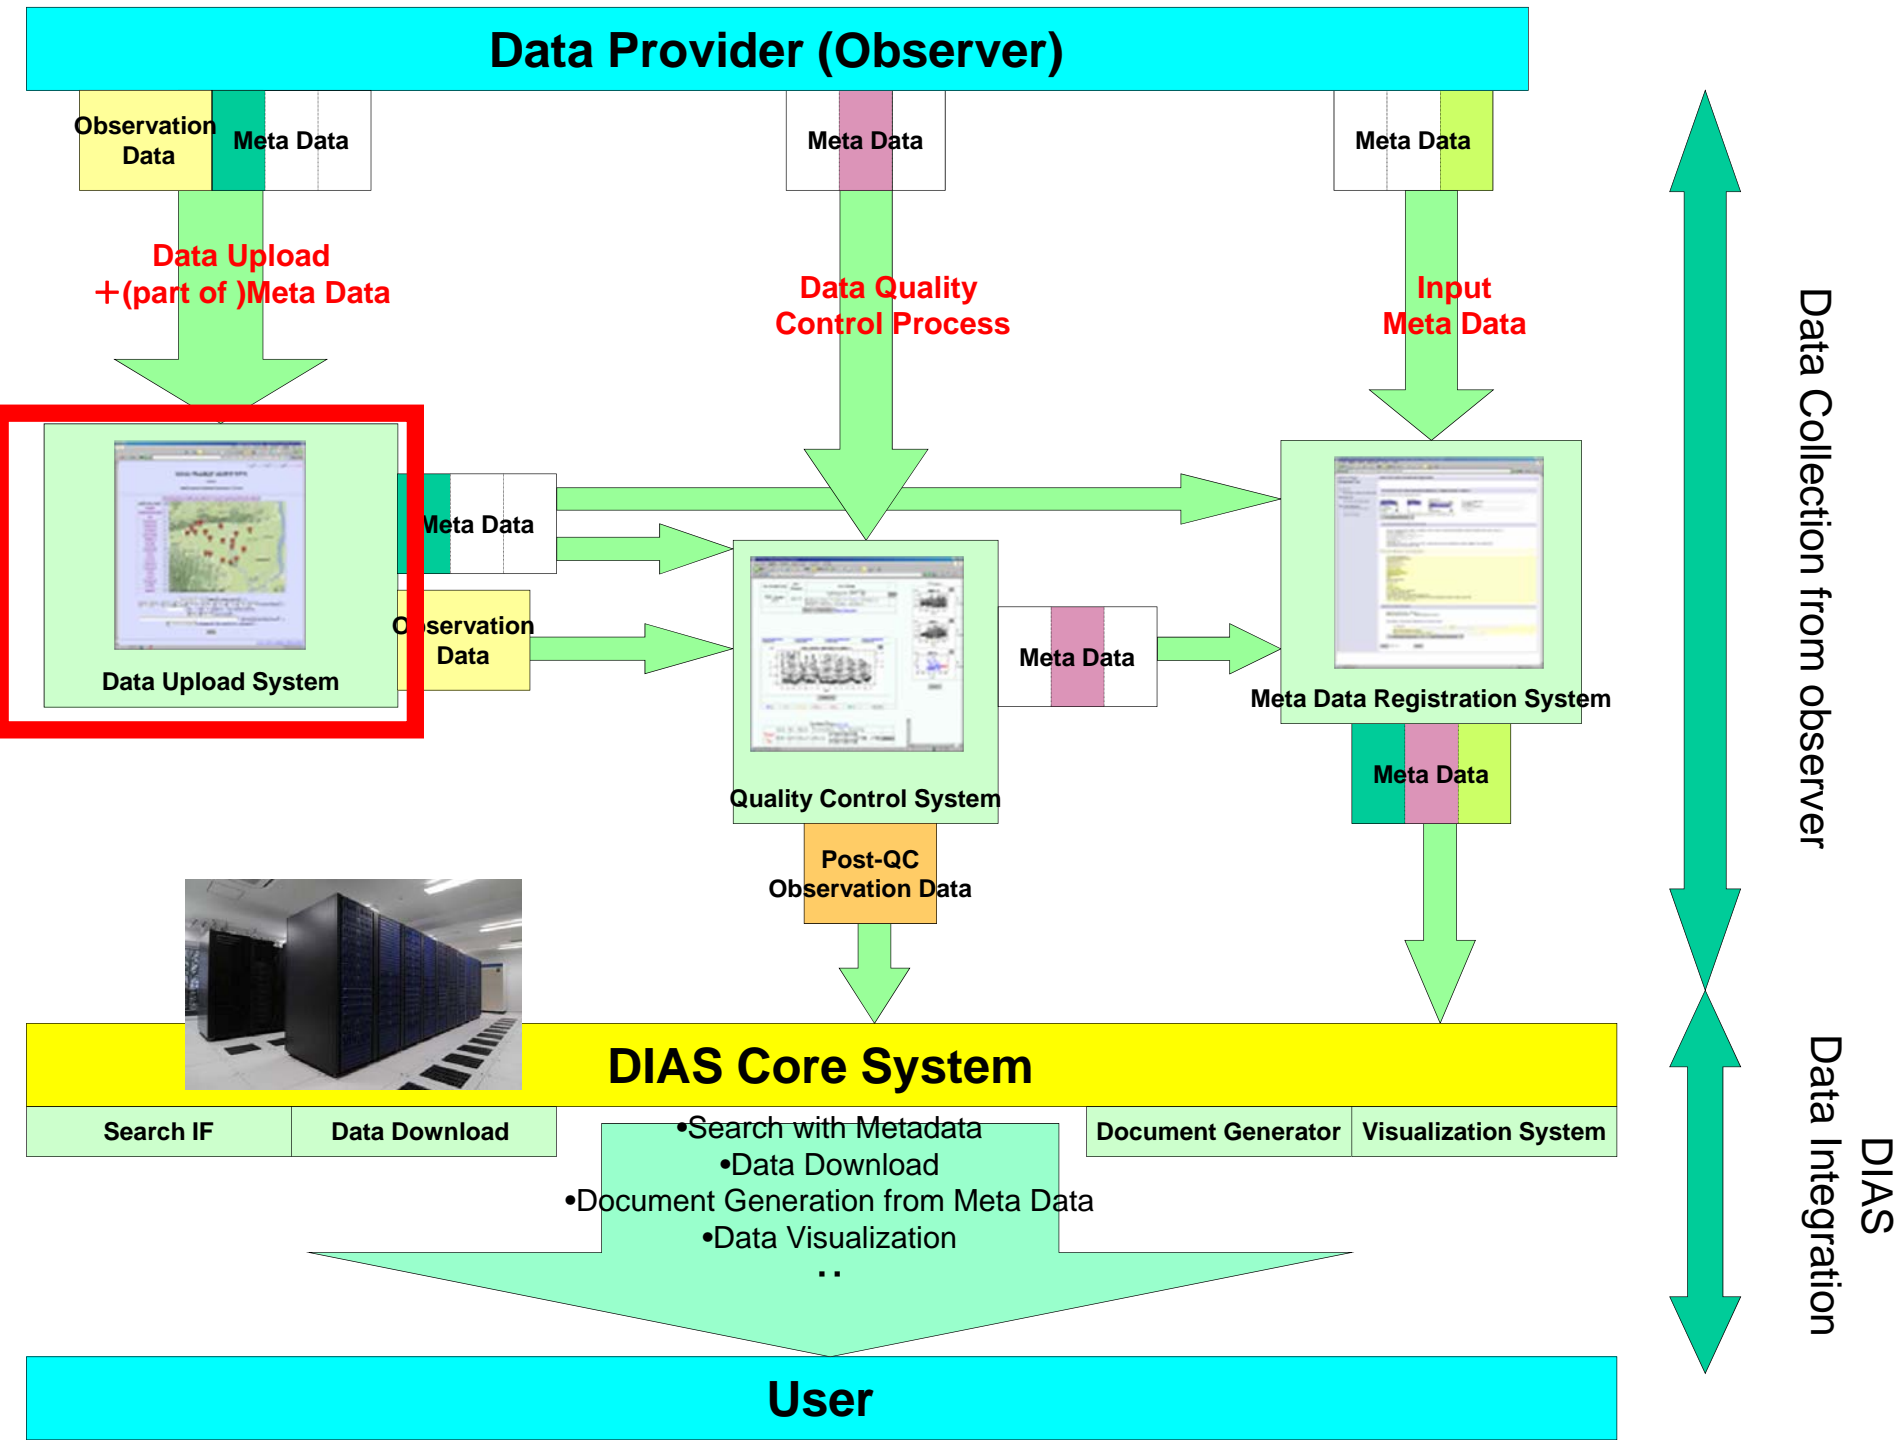 Data Provider (Observer)
Observation
Data
Meta Data
Meta Data
Meta Data
Data Upload
＋(part of )Meta Data
Data Quality
Control Process
Input
Meta Data
Data Upload System
Meta Data
Observation
Data
Quality Control System
Meta Data
Meta Data Registration System
Meta Data
Post-QC
Observation Data
DIAS Core System
Search IF
Data Download
Document Generator
Visualization System
•Search with Metadata
•Data Download
•Document Generation from Meta Data
•Data Visualization
. .
User
Data Collection from observer
DIAS
Data Integration